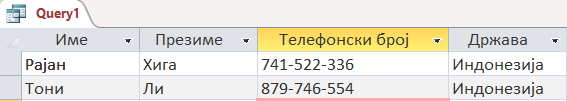 Query1
Име Презиме Телефонски број Држава
Рајан Хига 741-522-336 Индонезија
Тони Ли 879-746-554 Индонезија